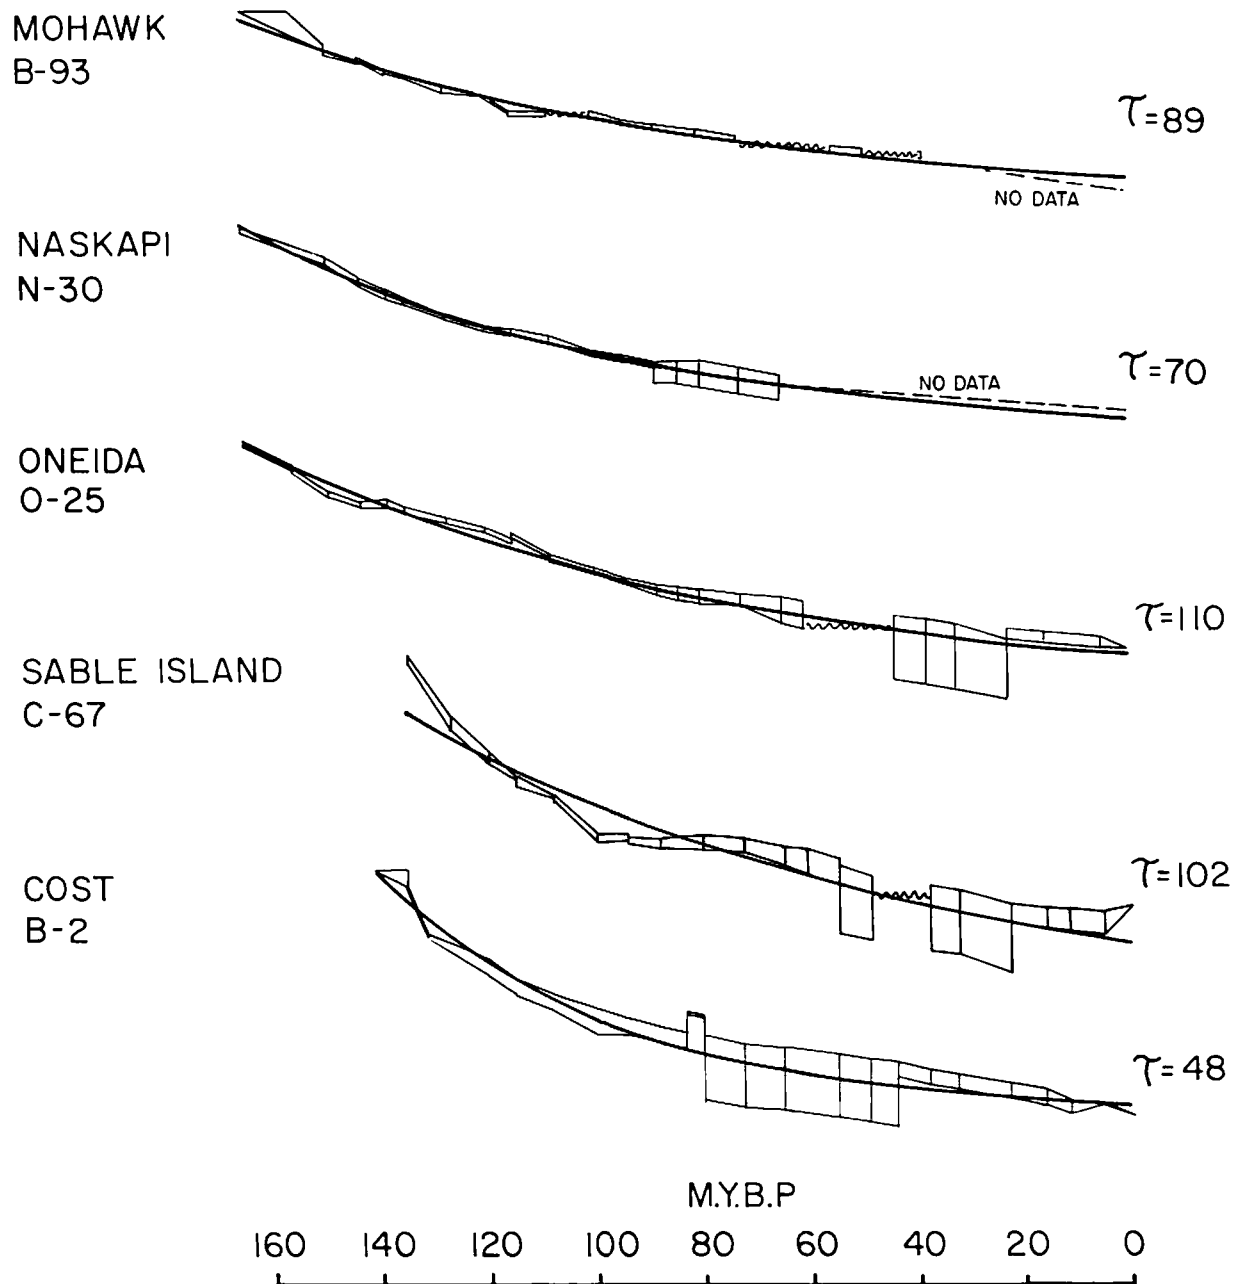 MOHAWK
B-93
τ=89
NO DATA
NASKAPI
N-30
τ=70
NO DATA
ONEIDA
O-25
τ=110
SABLE ISLAND
C-67
τ=102
COST
B-2
τ=48
M.Y.B.P
160 140 120 100 80 60 40 20 0